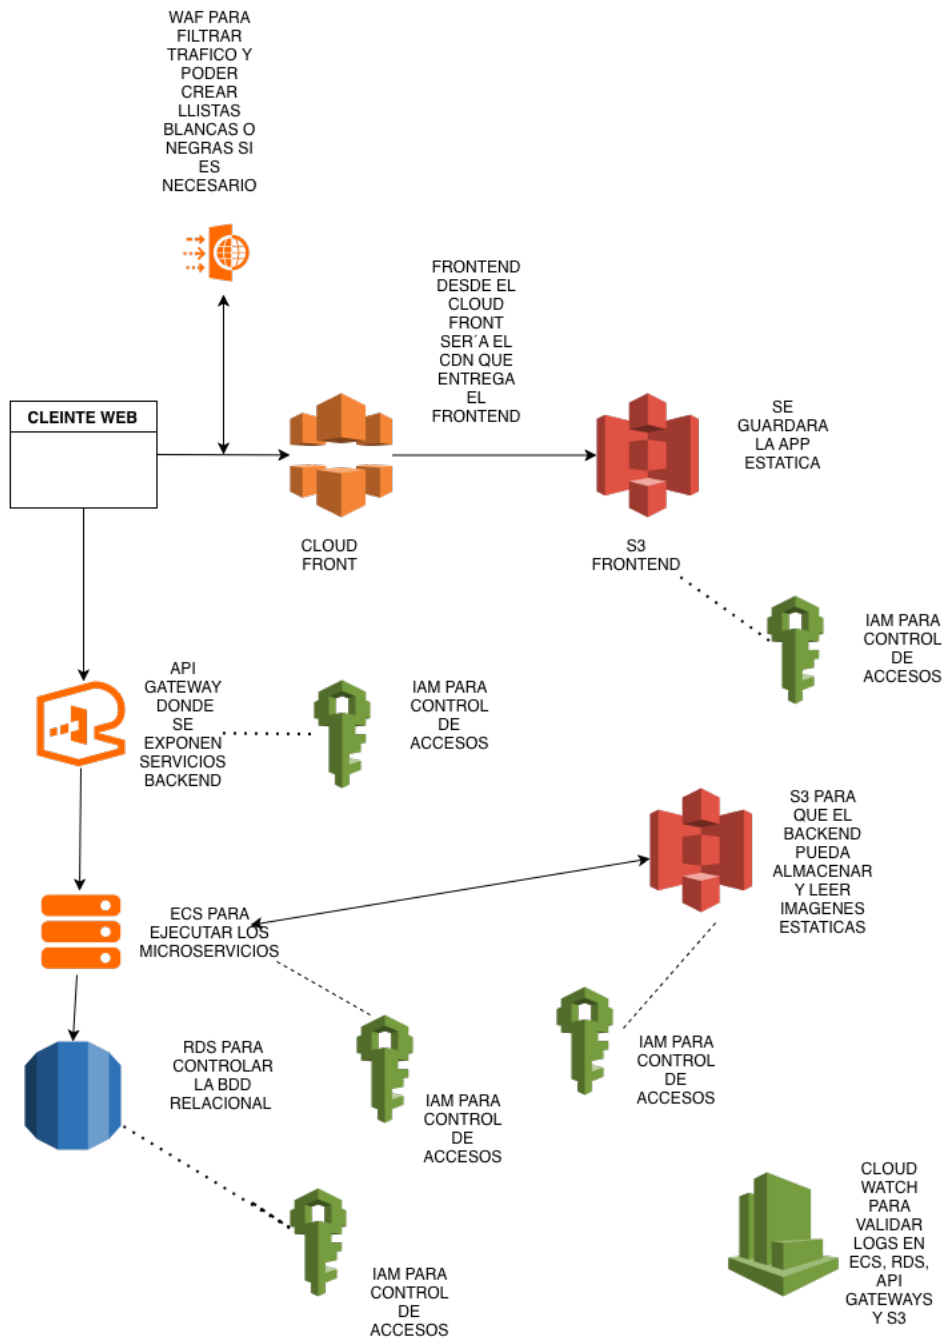 WAF PARA
FILTRAR
TRAFICO Y
PODER
CREAR
LLISTAS
BLANCAS O
NEGRAS SI
ES
NECESARIO
FRONTEND
DESDE EL
CLOUD
FRONT
SER´A EL
CDN QUE
ENTREGA
EL
FRONTEND
CLEINTE WEB
SE
GUARDARA
LA APP
ESTATICA
CLOUD
FRONT
S3
FRONTEND
IAM PARA
CONTROL
DE
ACCESOS
API
GATEWAY
DONDE
SE
EXPONEN
SERVICIOS
BACKEND
IAM PARA
CONTROL
DE
ACCESOS
S3 PARA
QUE EL
BACKEND
PUEDA
ALMACENAR
Y LEER
IMAGENES
ESTATICAS
ECS PARA
EJECUTAR LOS
MICROSERVICIOS
RDS PARA
CONTROLAR
LA BDD
RELACIONAL
IAM PARA
CONTROL
DE
ACCESOS
IAM PARA
CONTROL
DE
ACCESOS
CLOUD
WATCH
PARA
VALIDAR
LOGS EN
ECS, RDS,
API
GATEWAYS
Y S3
IAM PARA
CONTROL
DE
ACCESOS